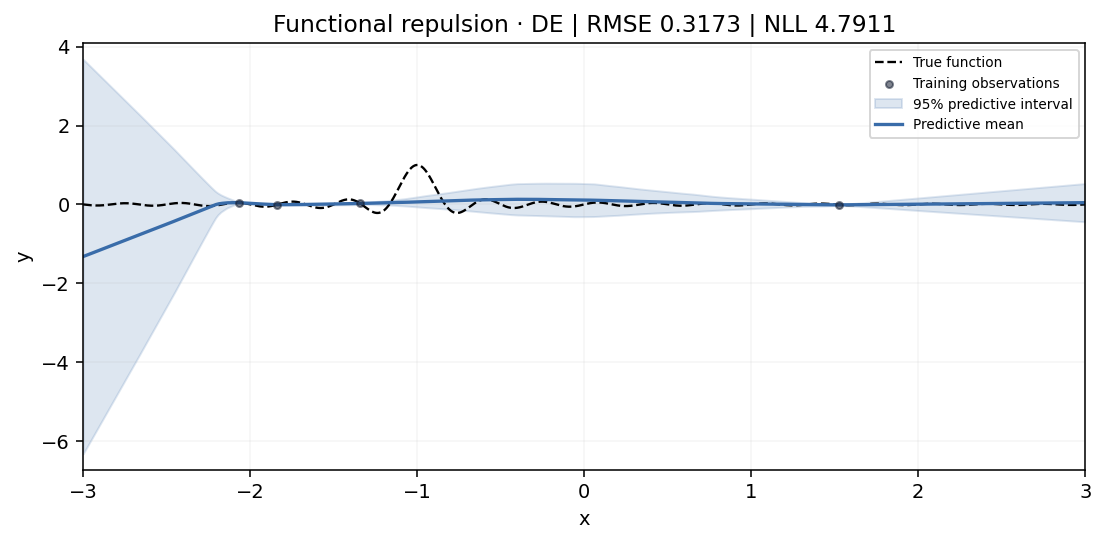 Functional repulsion · DE | RMSE 0.3173 | NLL 4.7911
True function
Training observations
95% predictive interval
Predictive mean
y
4
2
0
−2
−4
−6
−3
−2
−1
0
1
2
3
x